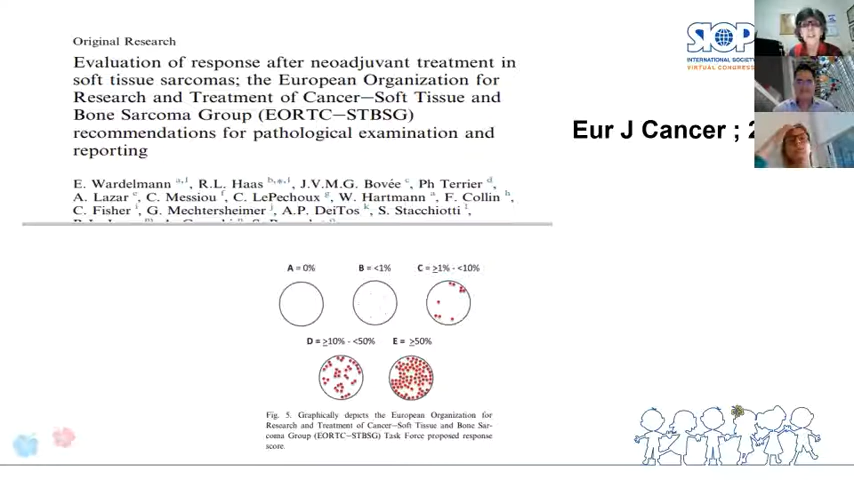 Original Research
Evaluation of response after neoadjuvant treatment in
soft tissue sarcomas; the European Organization for
Research and Treatment of Cancer—Soft Tissue and
Bone Sarcoma Group (EORTC—STBSG)
recommendations for pathological examination and
reporting
E. Wardelmann a,1, R.L. Haas b,*,1, J.V.M.G. Bovée c, Ph Terrier d,
A. Lazar e, C. Messiou f, C. LePechoux g, W. Hartmann a, F. Collin h,
C. Fisher i, G. Mechtersheimer j, A.P. DeiTos k, S. Stacchiotti l,
SIOP
INTERNATIONAL SOCIETY
VIRTUAL CONGRESS
Eur J Cancer ; 2
A = 0%
B = <1%
C = ≥1% - <10%
D = ≥10% - <50%
E = ≥50%
Fig. 5. Graphically depicts the European Organization for
Research and Treatment of Cancer—Soft Tissue and Bone Sar-
coma Group (EORTC—STBSG) Task Force proposed response
score.